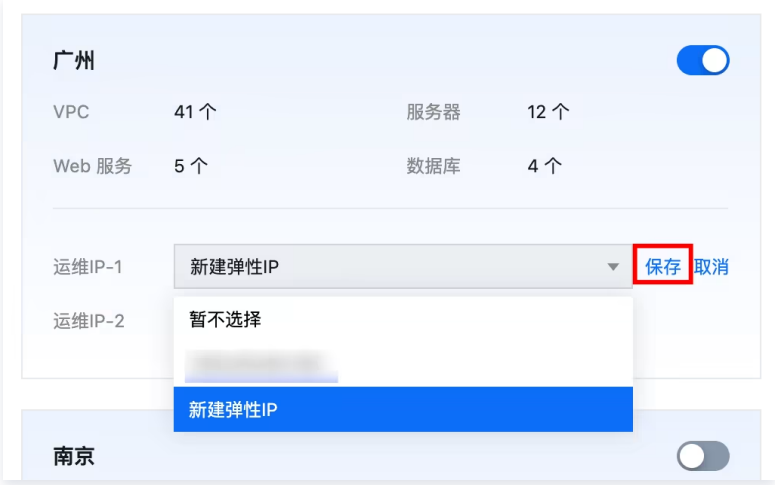 广州
VPC 41 个 服务器 12 个
Web 服务 5 个 数据库 4 个
运维IP-1 新建弹性IP 保存 取消
运维IP-2 暂不选择
新建弹性IP
南京